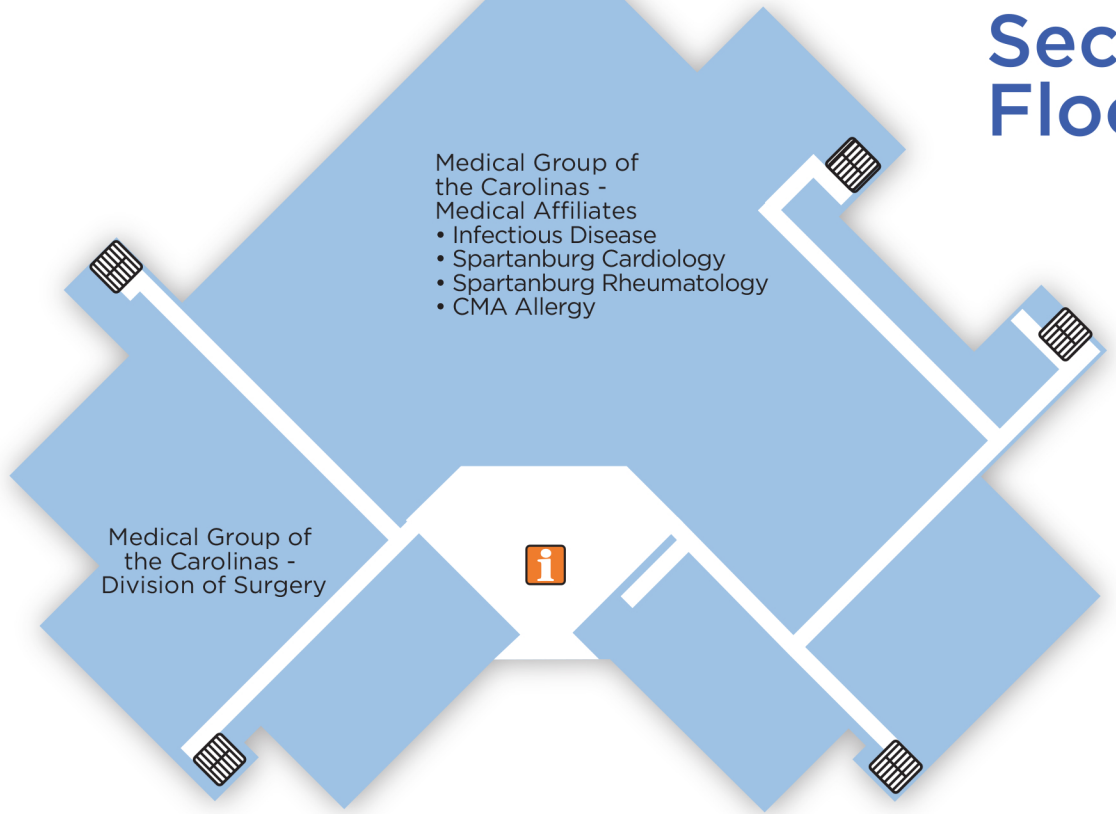 Sec
Floo
Medical Group of
the Carolinas -
Medical Affiliates
• Infectious Disease
• Spartanburg Cardiology
• Spartanburg Rheumatology
• CMA Allergy
i
Medical Group of
the Carolinas -
Division of Surgery